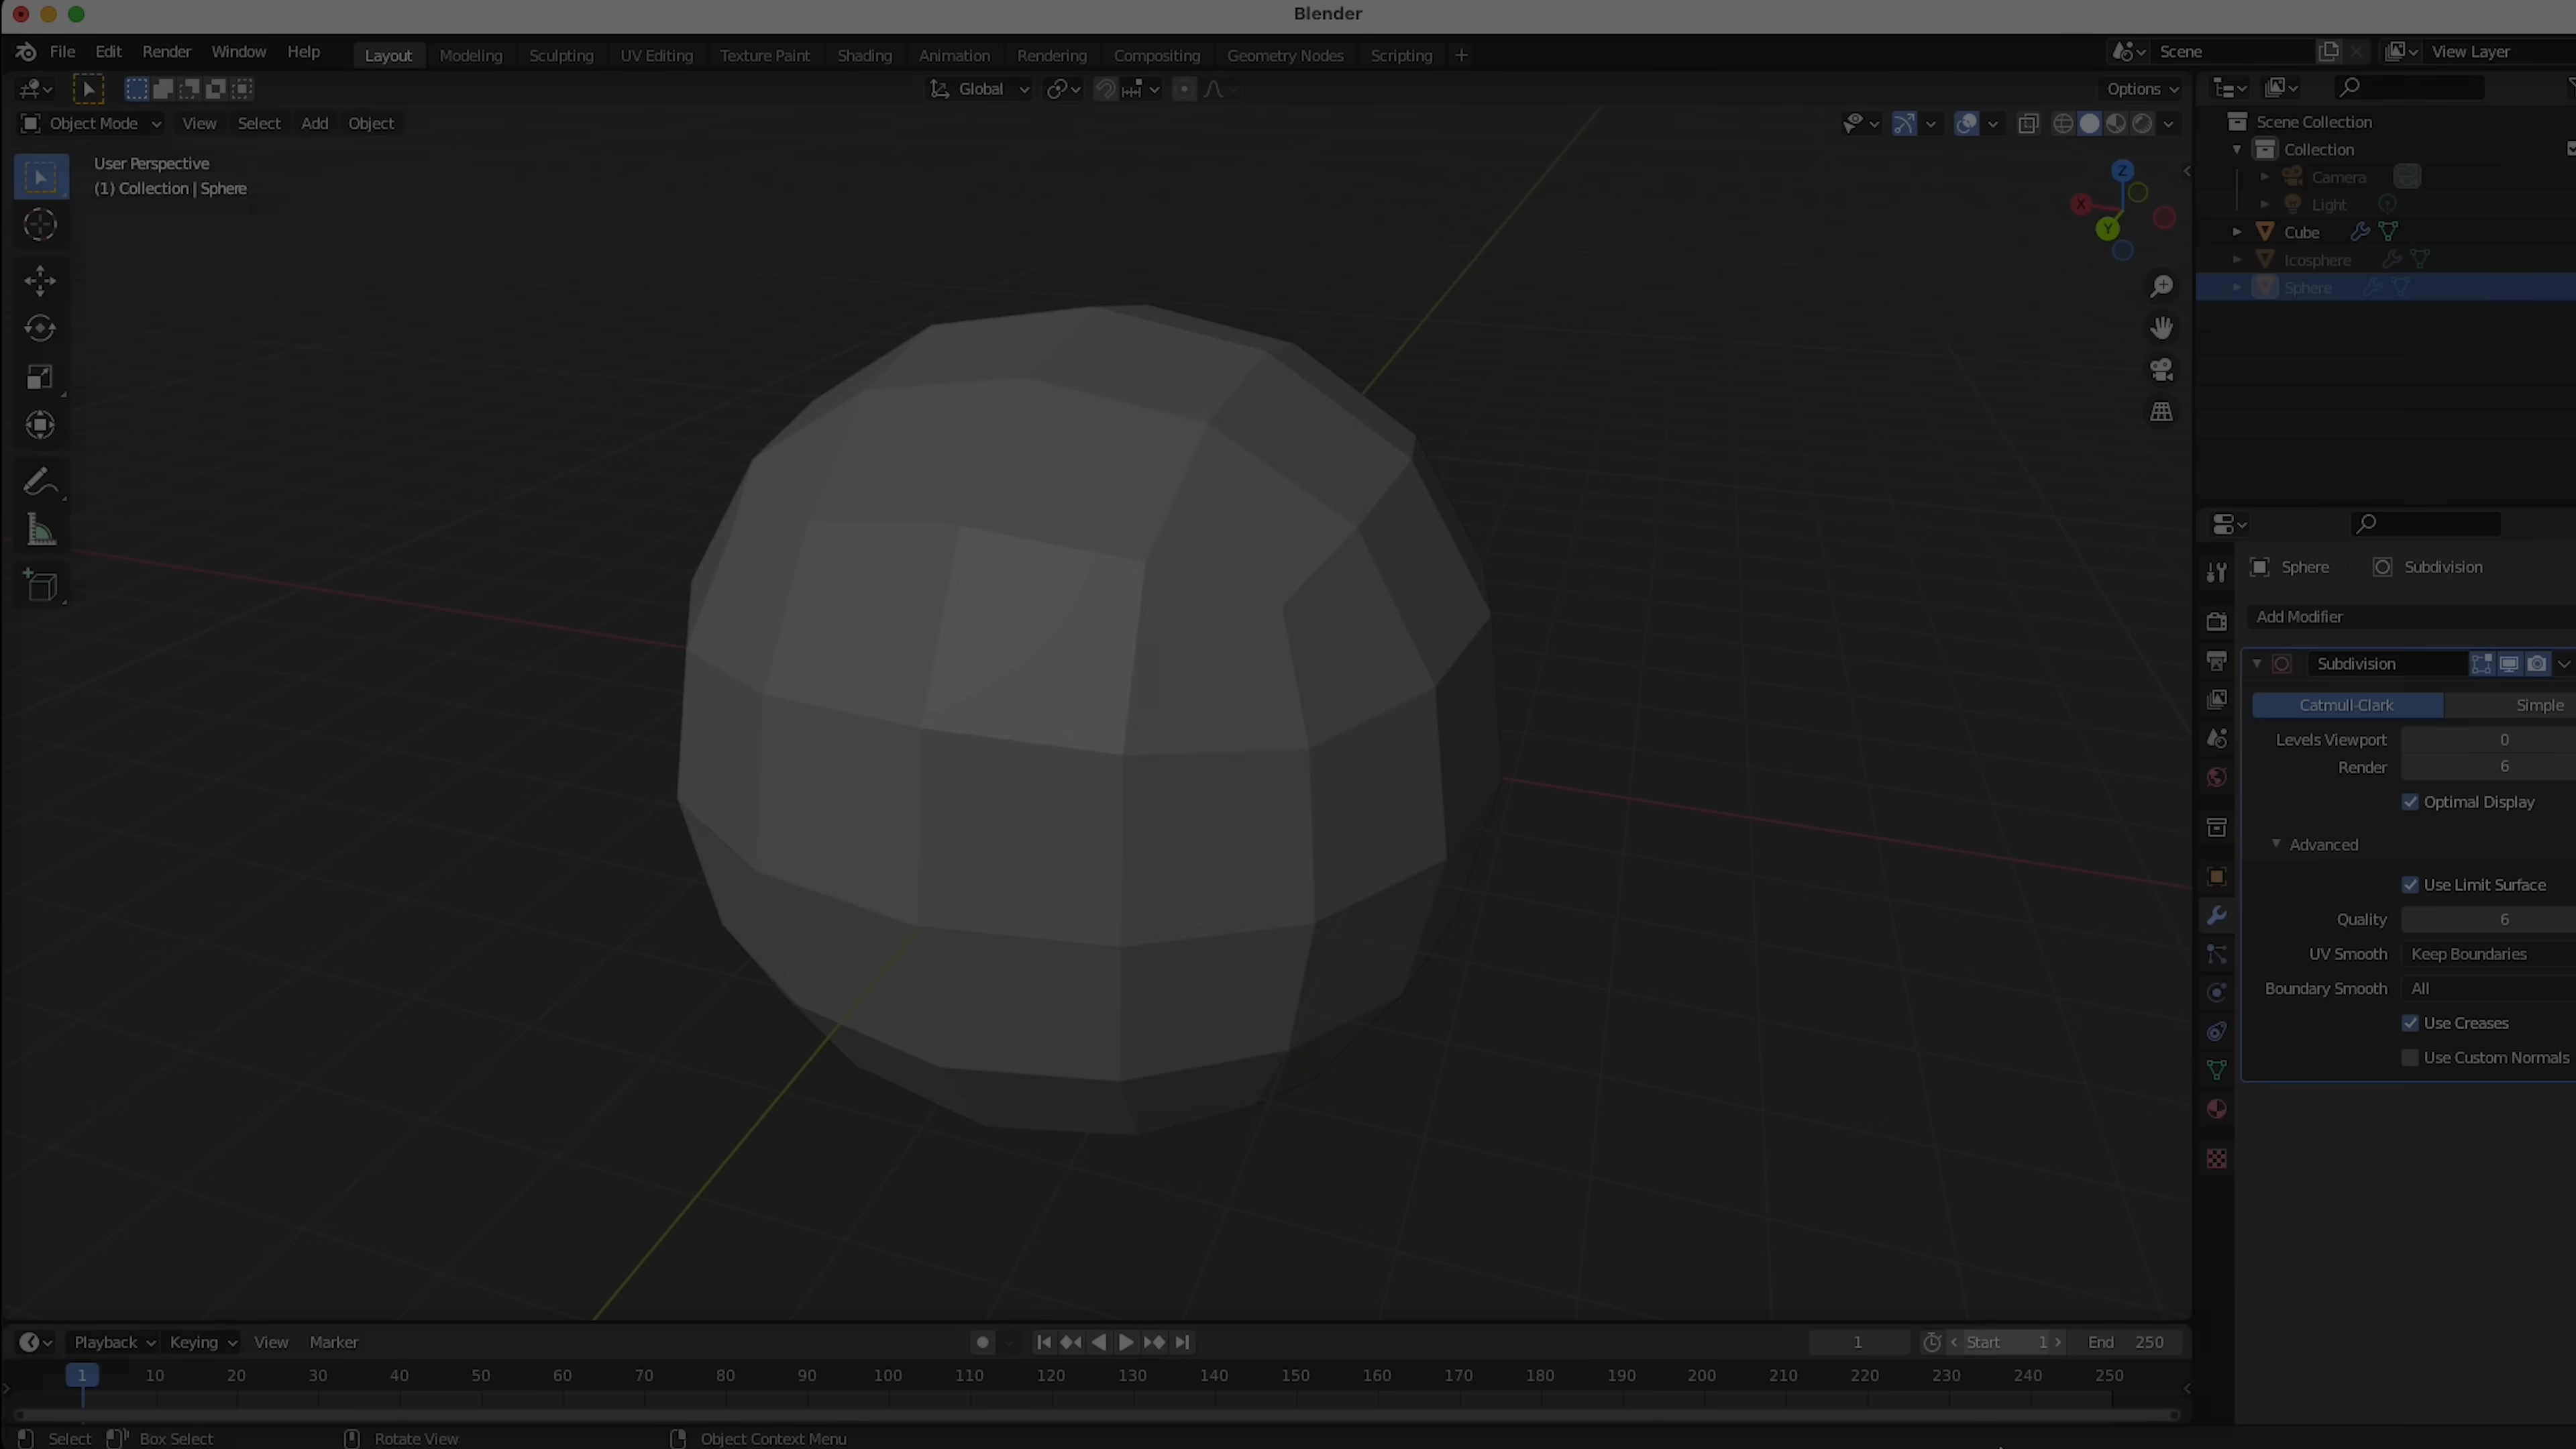 Blender
File Edit Render Window Help Layout Modeling Sculpting UV Editing Texture Paint Shading Animation Rendering Compositing Geometry Nodes Scripting + Scene View Layer
Global Options
Object Mode View Select Add Object
User Perspective
(1) Collection | Sphere
Z
X
Y
Scene Collection
Collection
Camera
Light
Cube
Icosphere
Sphere
Sphere Subdivision
Add Modifier
Subdivision
Catmull-Clark Simple
Levels Viewport 0
Render 6
Optimal Display
Advanced
Use Limit Surface
Quality 6
UV Smooth Keep Boundaries
Boundary Smooth All
Use Creases
Use Custom Normals
Playback Keying View Marker 1 Start 1 End 250
1 10 20 30 40 50 60 70 80 90 100 110 120 130 140 150 160 170 180 190 200 210 220 230 240 250
Select Box Select Rotate View Object Context Menu